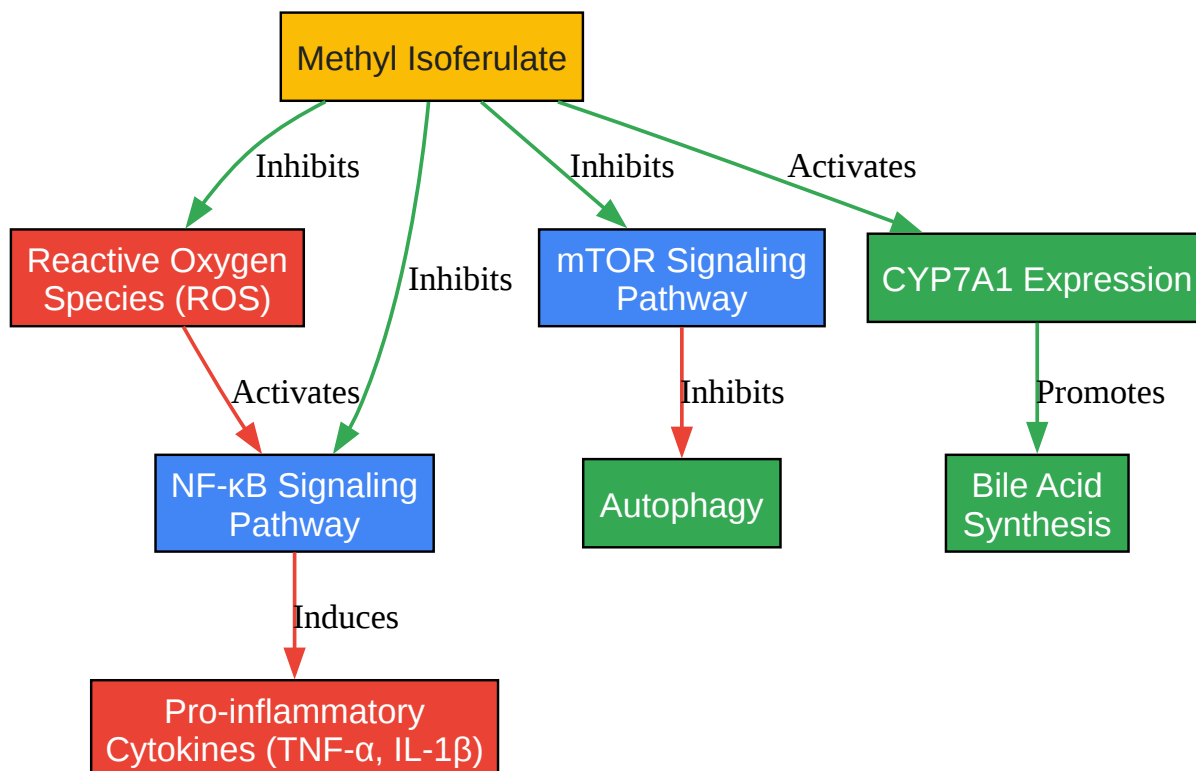 Methyl Isoferulate
Inhibits
Inhibits
Activates
Reactive Oxygen
Species (ROS)
Inhibits
mTOR Signaling
Pathway
CYP7A1 Expression
Activates
Inhibits
Promotes
NF-κB Signaling
Pathway
Autophagy
Bile Acid
Synthesis
Induces
Pro-inflammatory
Cytokines (TNF-α, IL-1β)